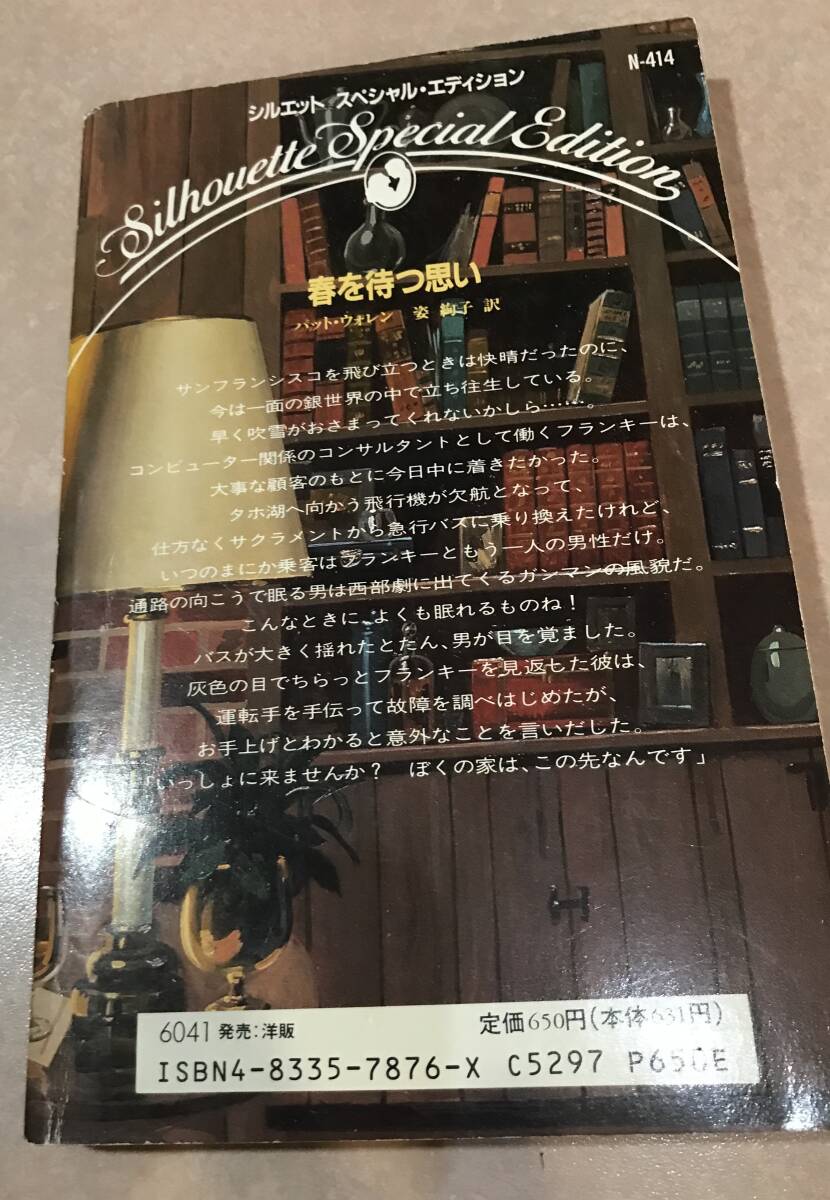 N-414
シルエット スペシャル・エディション
Silhouette Special Edition
春を待つ思い
パット・ウォレン 姿 絢子 訳
サンフランシスコを飛び立つときは快晴だったのに、
今は一面の銀世界の中で立ち往生している。
早く吹雪がおさまってくれないかしら……。
コンピューター関係のコンサルタントとして働くフランキーは、
大事な顧客のもとに今日中に着きたかった。
タホ湖へ向かう飛行機が欠航となって、
仕方なくサクラメントから急行バスに乗り換えたけれど、
いつのまにか乗客はフランキーともう一人の男性だけ。
通路の向こうで眠る男は西部劇に出てくるガンマンの風貌だ。
こんなときに、よくも眠れるものね!
バスが大きく揺れたとたん、男が目を覚ました。
灰色の目でちらっとフランキーを見返した彼は、
運転手を手伝って故障を調べはじめたが、
お手上げとわかると意外なことを言いだした。
「いっしょに来ませんか? ぼくの家は、この先なんです」
6041 発売:洋販 定価650円(本体631円)
ISBN4-8335-7876-X C5297 P650E